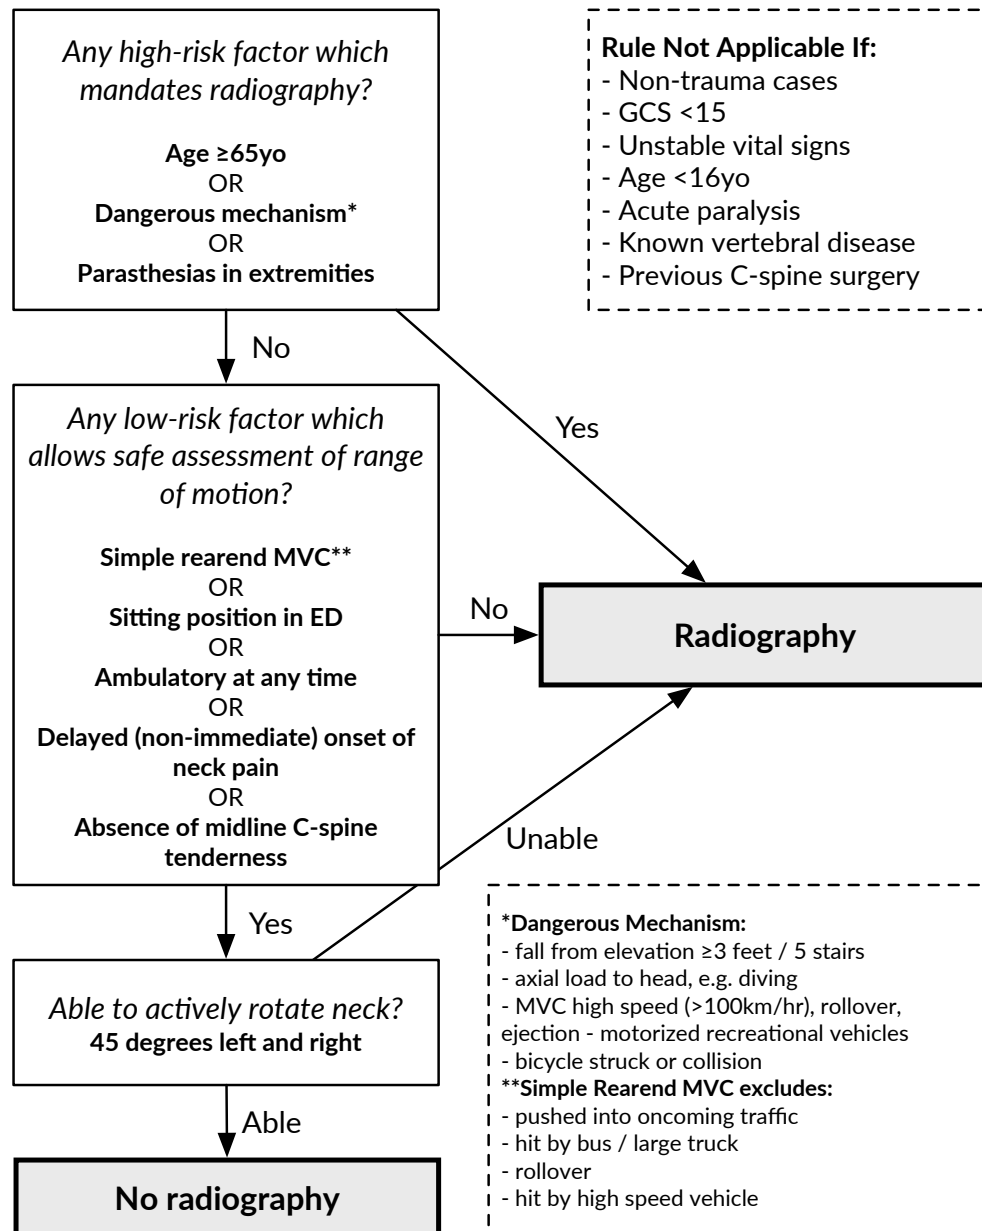 Any high-risk factor which
mandates radiography?
Age ≥65yo
OR
Dangerous mechanism*
OR
Parasthesias in extremities
Rule Not Applicable If:
- Non-trauma cases
- GCS <15
- Unstable vital signs
- Age <16yo
- Acute paralysis
- Known vertebral disease
- Previous C-spine surgery
No
Yes
Any low-risk factor which
allows safe assessment of range
of motion?
Simple rearend MVC**
OR
Sitting position in ED
OR
Ambulatory at any time
OR
Delayed (non-immediate) onset of
neck pain
OR
Absence of midline C-spine
tenderness
No
Radiography
Unable
Yes
Able to actively rotate neck?
45 degrees left and right
Able
No radiography
*Dangerous Mechanism:
- fall from elevation ≥3 feet / 5 stairs
- axial load to head, e.g. diving
- MVC high speed (>100km/hr), rollover,
ejection - motorized recreational vehicles
- bicycle struck or collision
**Simple Rearend MVC excludes:
- pushed into oncoming traffic
- hit by bus / large truck
- rollover
- hit by high speed vehicle